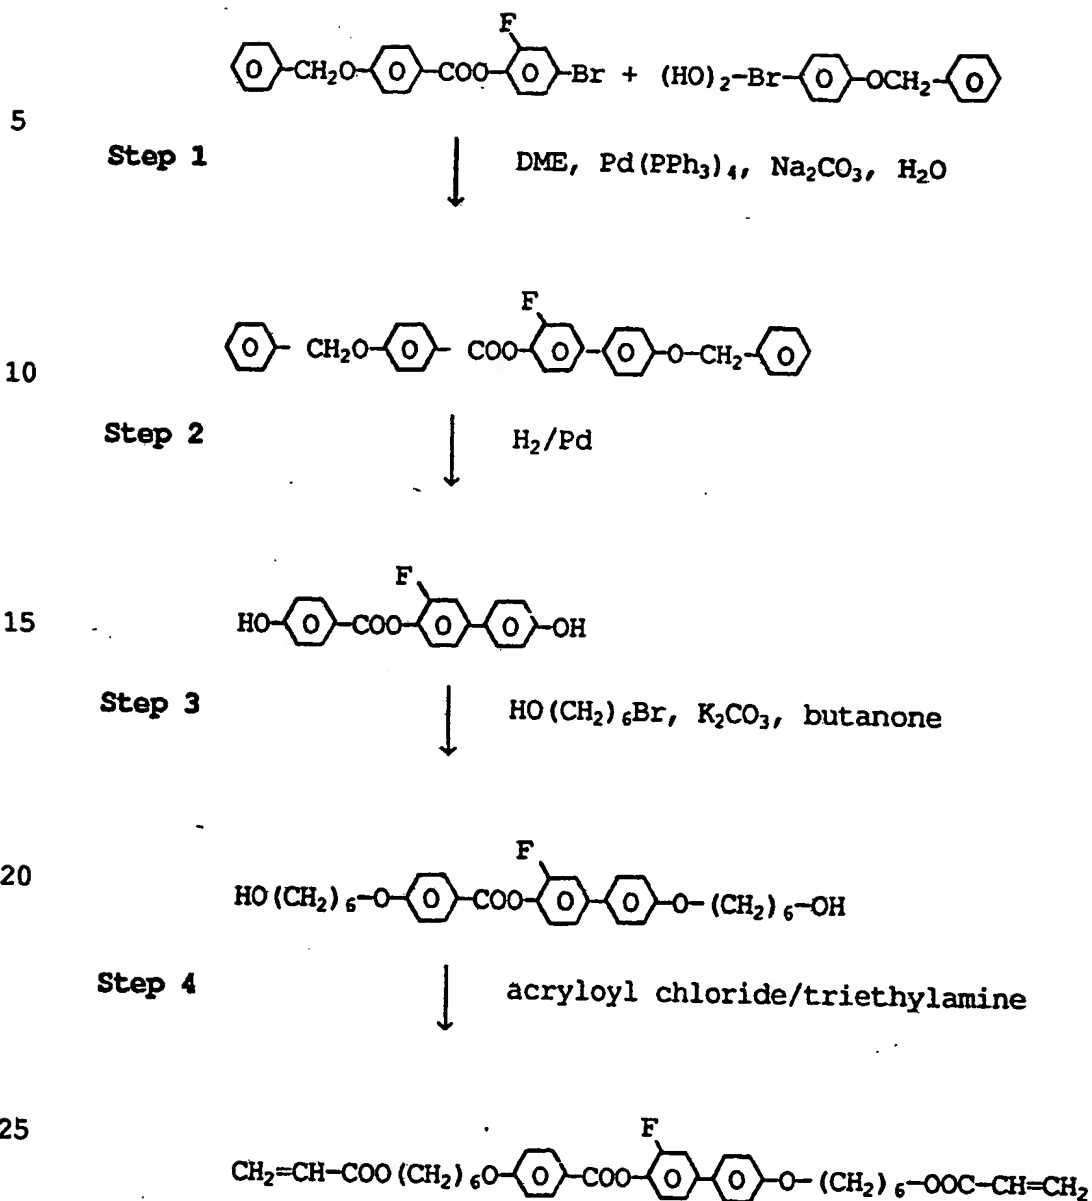 F
O-CH2O-O-COO-O-Br + (HO)2-Br-O-OCH2-O
5
Step 1
DME, Pd(PPh3)4, Na2CO3, H2O
F
O- CH2O-O- COO-O-O-O-CH2-O
10
Step 2
H2/Pd
F
15
HO-O-COO-O-O-OH
Step 3
HO(CH2)6Br, K2CO3, butanone
F
20
HO(CH2)6-O-O-COO-O-O-O-(CH2)6-OH
Step 4
acryloyl chloride/triethylamine
25
F
CH2=CH-COO(CH2)6O-O-COO-O-O-O-(CH2)6-OOC-CH=CH2